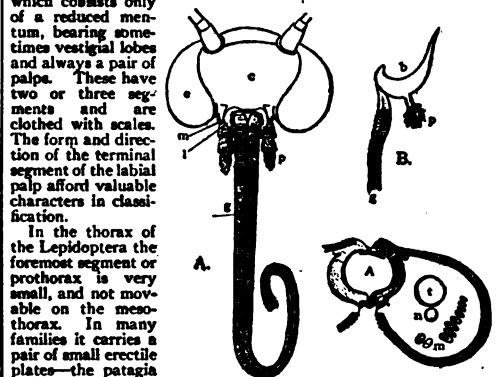 which consists only
of a reduced men-
tum, bearing some-
times vestigial lobes
and always a pair of
palps. These have
two or three seg-
ments and are
clothed with scales.
The form and direc-
tion of the terminal
segment of the labial
palp afford valuable
characters in classi-
fication.
In the thorax of
the Lepidoptera the
foremost segment or
prothorax is very
small, and not mov-
able on the meso-
thorax. In many
families it carries a
pair of small erectile
plates—the patagia
e
c
m
l
p
g
A.
b
p
B.
g
A
t
n
m